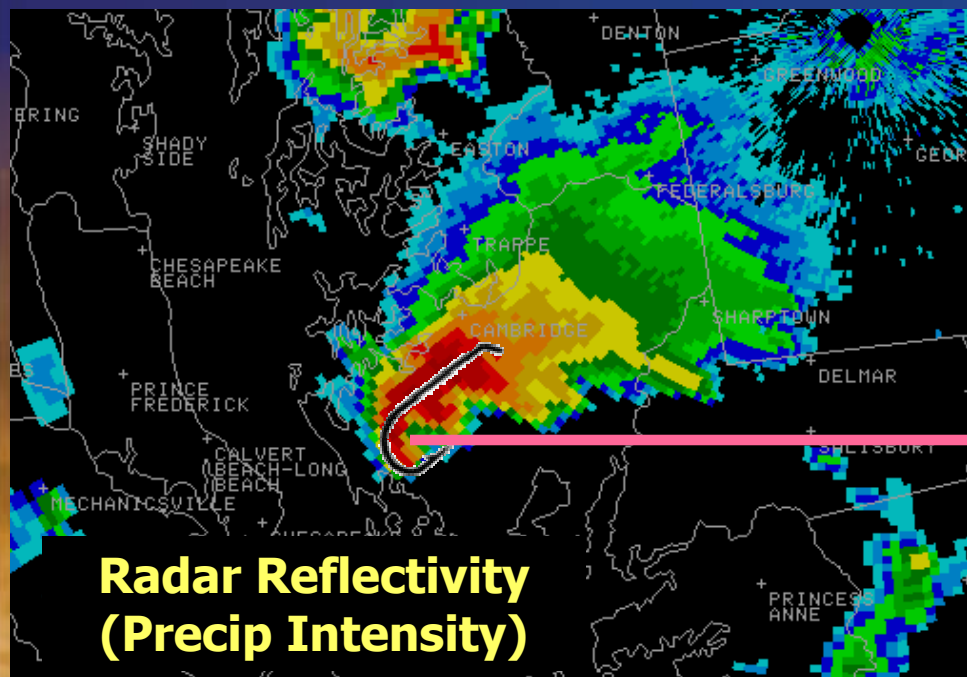 DENTON
GREENWOOD
ERING
SHADY
SIDE
EASTON
GEOR
FEDERALSBURG
TRAPPE
CHESAPEAKE
BEACH
CAMBRIDGE
SHARPTOWN
BS
PRINCE
FREDERICK
DELMAR
CALVERT
BEACH-LONG
BEACH
SALISBURY
MECHANICSVILLE
PRINCESS
ANNE
Radar Reflectivity
(Precip Intensity)